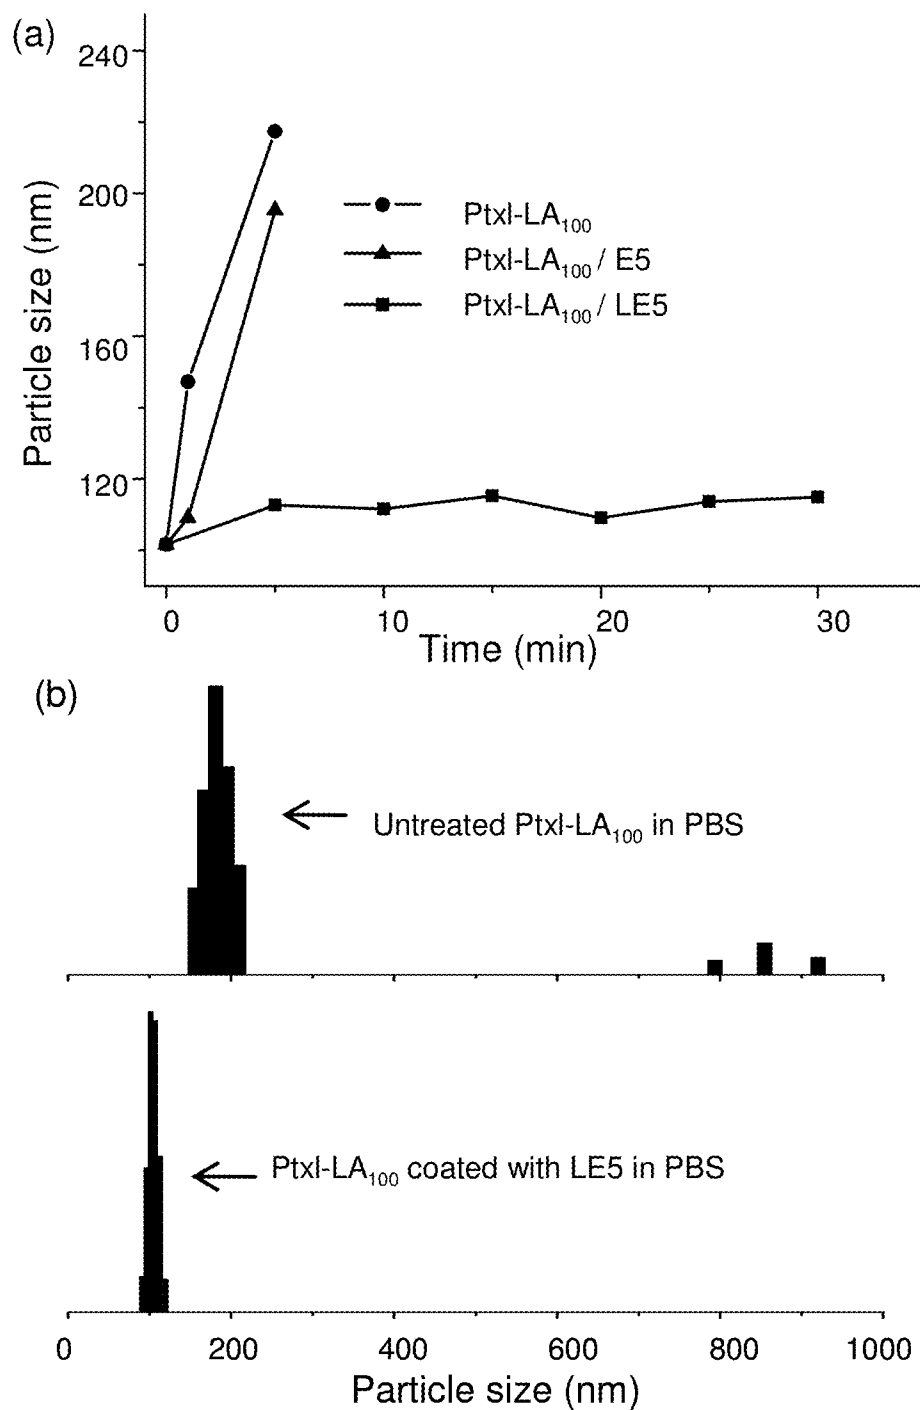 (a)
240
200
160
120
Particle size (nm)
Ptxl-LA₁₀₀
Ptxl-LA₁₀₀ / E5
Ptxl-LA₁₀₀ / LE5
0 10 20 30
Time (min)
(b)
Untreated Ptxl-LA₁₀₀ in PBS
Ptxl-LA₁₀₀ coated with LE5 in PBS
0 200 400 600 800 1000
Particle size (nm)